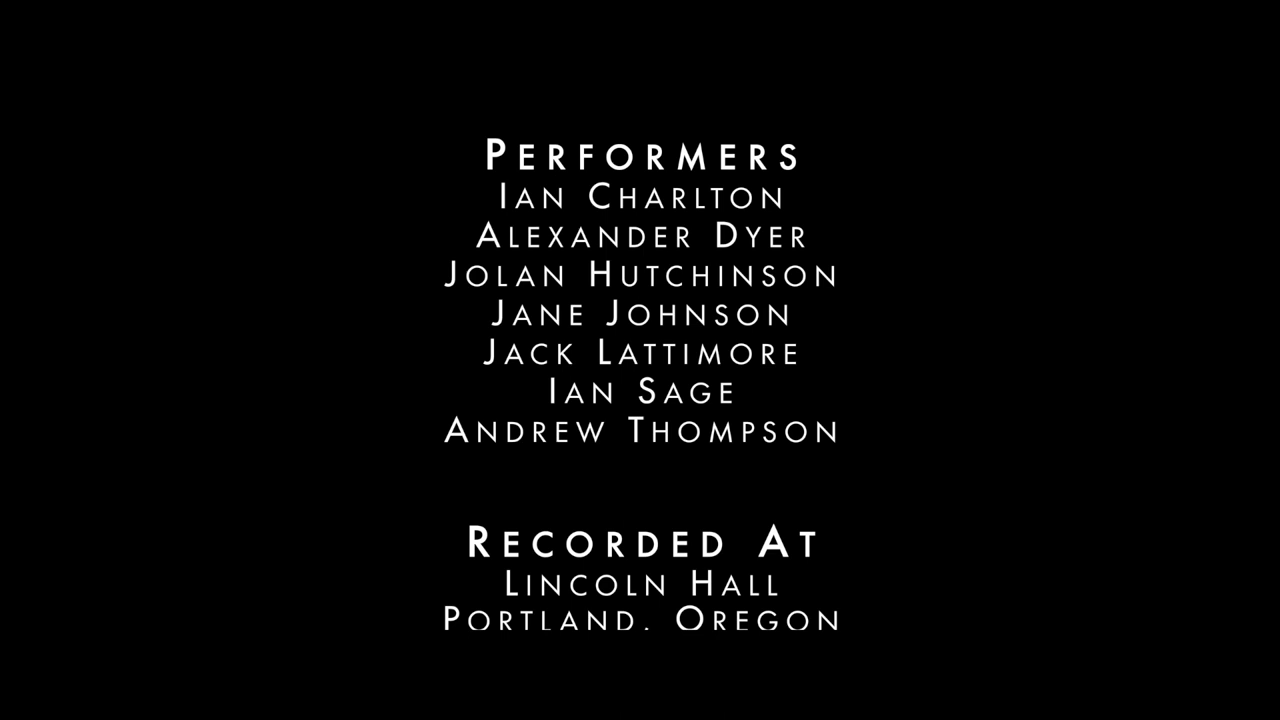 PERFORMERS
IAN CHARLTON
ALEXANDER DYER
JOLAN HUTCHINSON
JANE JOHNSON
JACK LATTIMORE
IAN SAGE
ANDREW THOMPSON
RECORDED AT
LINCOLN HALL
PORTLAND, OREGON